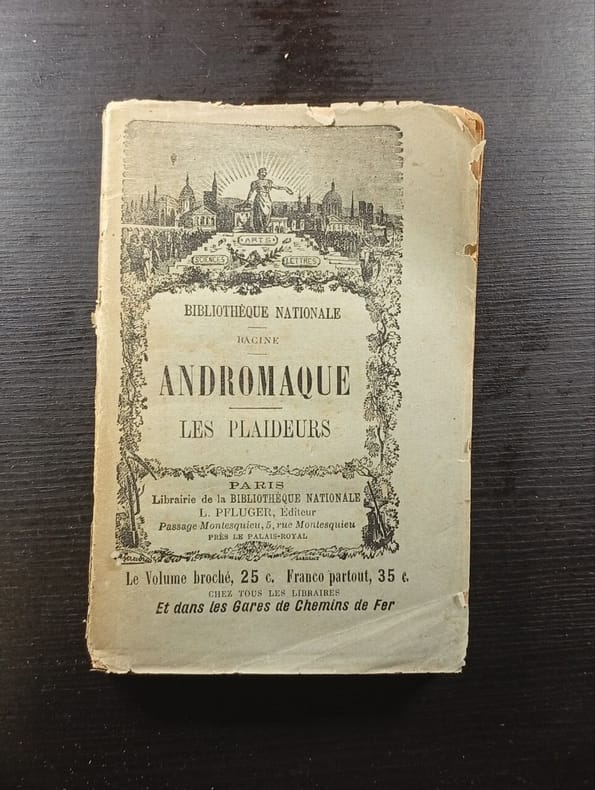 ARTS
SCIENCES
LETTRES
BIBLIOTHÈQUE NATIONALE
RACINE
ANDROMAQUE
LES PLAIDEURS
PARIS
Librairie de la BIBLIOTHÈQUE NATIONALE
L. PFLUGER, Editeur
Passage Montesquieu, 5, rue Montesquieu
PRÈS LE PALAIS-ROYAL
Le Volume broché, 25 c. Franco partout, 35 c.
CHEZ TOUS LES LIBRAIRES
Et dans les Gares de Chemins de Fer